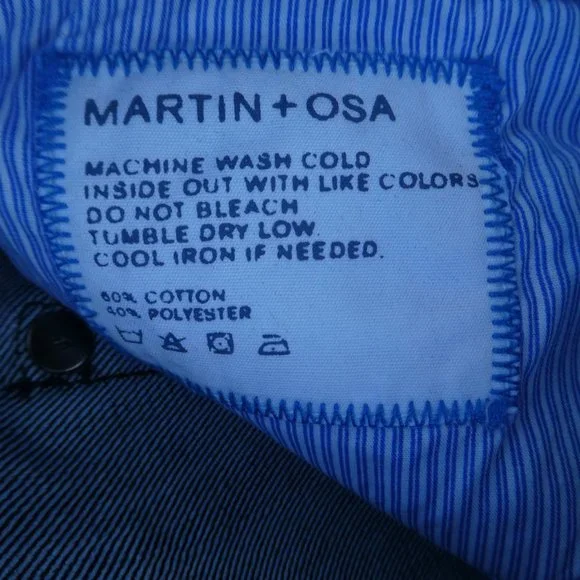 MARTIN + OSA
MACHINE WASH COLD
INSIDE OUT WITH LIKE COLORS
DO NOT BLEACH
TUMBLE DRY LOW.
COOL IRON IF NEEDED.
60% COTTON
40% POLYESTER